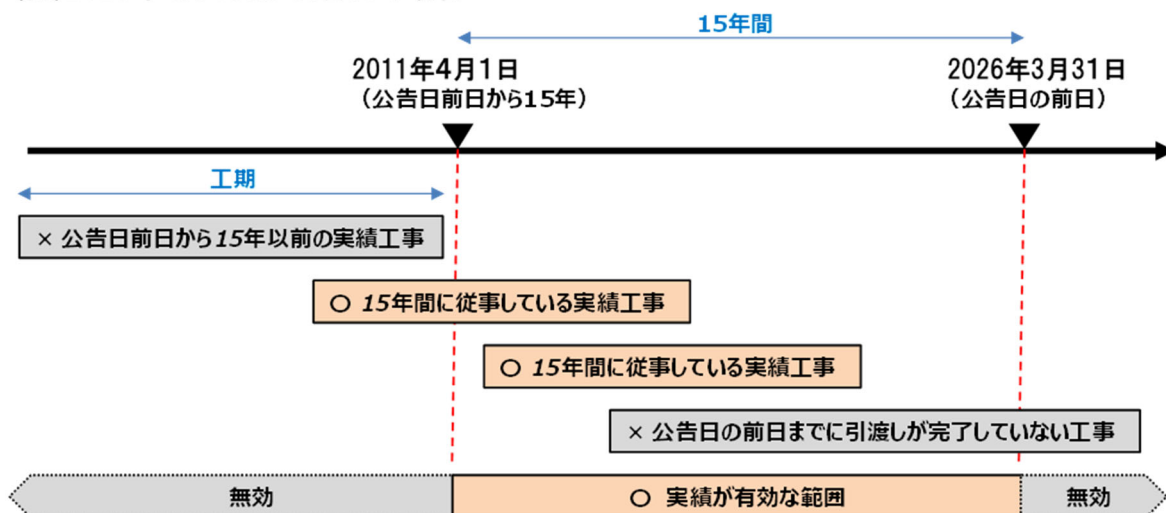 15年間
2011年4月1日
（公告日前日から15年）
2026年3月31日
（公告日の前日）
工期
× 公告日前日から15年以前の実績工事
〇 15年間に従事している実績工事
〇 15年間に従事している実績工事
× 公告日の前日までに引渡しが完了していない工事
無効
〇 実績が有効な範囲
無効